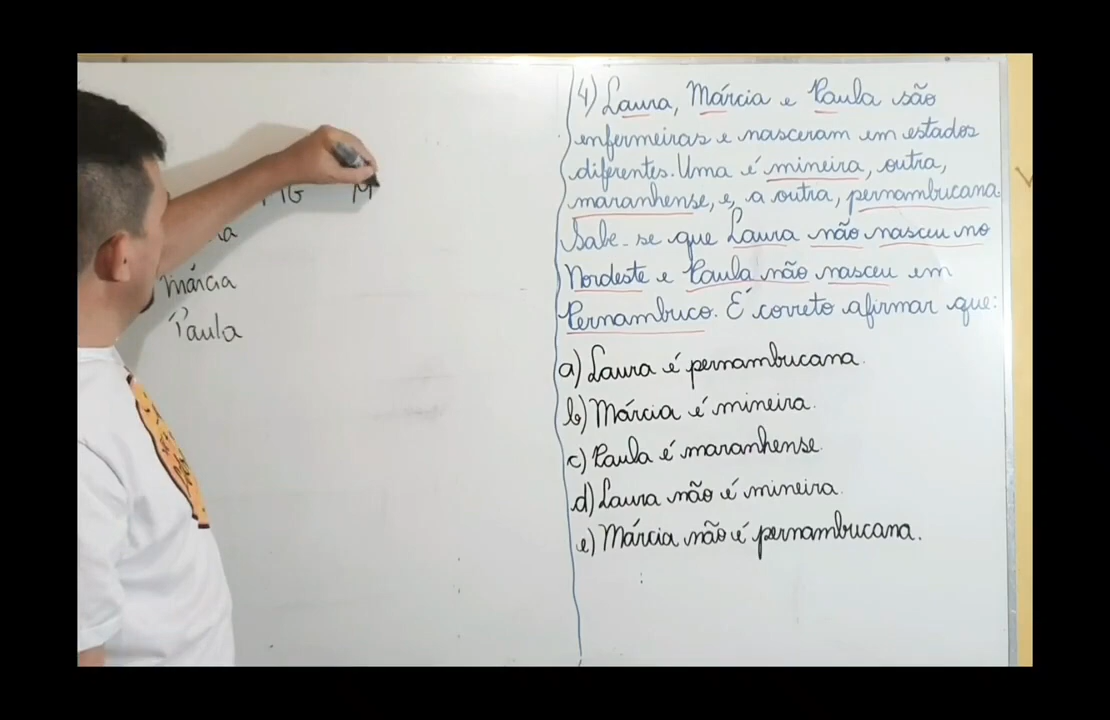 MG M
Márcia
Paula
4) Laura, Márcia e Paula são
enfermeiras e nasceram em estados
diferentes. Uma é mineira, outra,
maranhense, e, a outra, pernambucana.
Sabe-se que Laura não nasceu no
Nordeste e Paula não nasceu em
Pernambuco. É correto afirmar que:
a) Laura é pernambucana.
b) Márcia é mineira.
c) Paula é maranhense.
d) Laura não é mineira.
e) Márcia não é pernambucana.